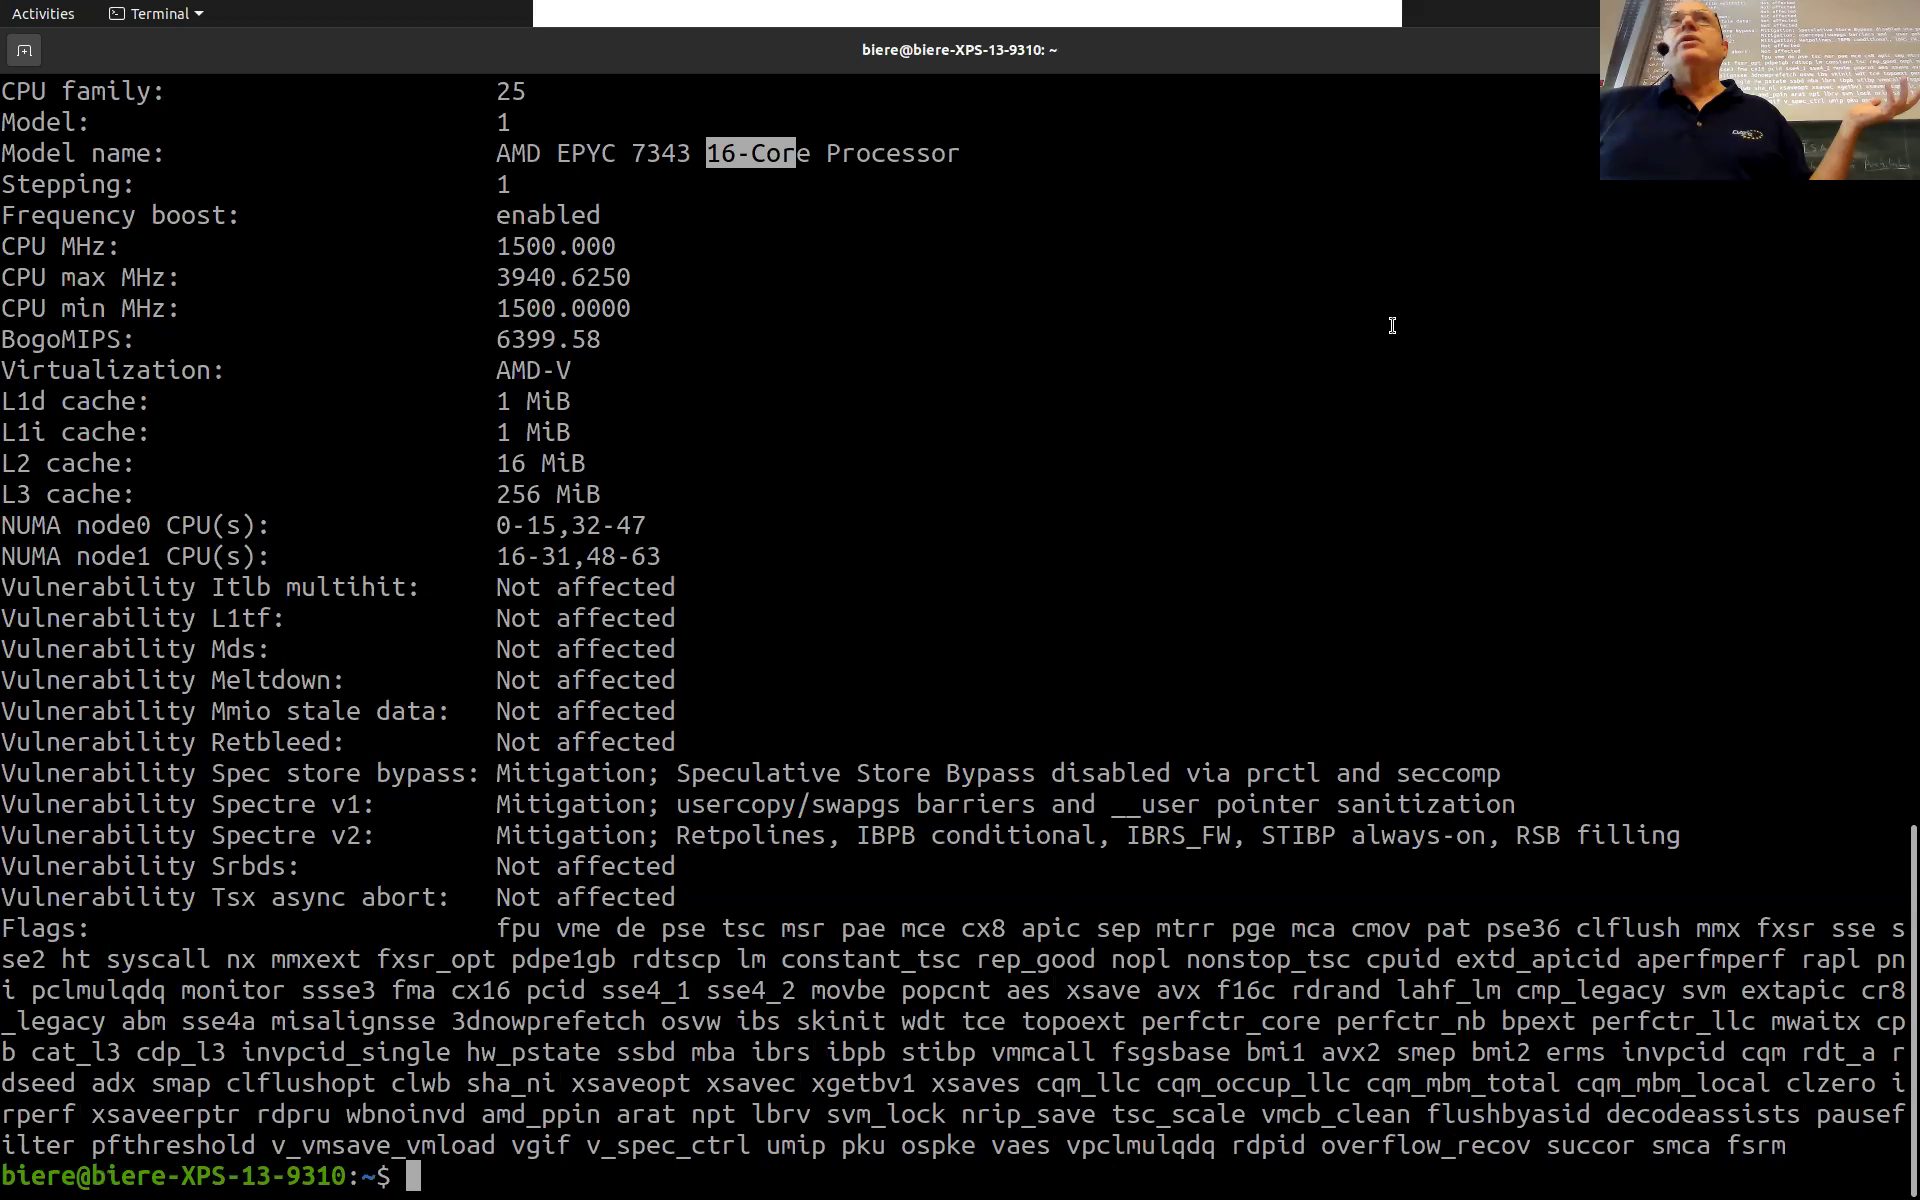 Activities Terminal
biere@biere-XPS-13-9310: ~
CPU family: 25
Model: 1
Model name: AMD EPYC 7343 16-Core Processor
Stepping: 1
Frequency boost: enabled
CPU MHz: 1500.000
CPU max MHz: 3940.6250
CPU min MHz: 1500.0000
BogoMIPS: 6399.58
Virtualization: AMD-V
L1d cache: 1 MiB
L1i cache: 1 MiB
L2 cache: 16 MiB
L3 cache: 256 MiB
NUMA node0 CPU(s): 0-15,32-47
NUMA node1 CPU(s): 16-31,48-63
Vulnerability Itlb multihit: Not affected
Vulnerability L1tf: Not affected
Vulnerability Mds: Not affected
Vulnerability Meltdown: Not affected
Vulnerability Mmio stale data: Not affected
Vulnerability Retbleed: Not affected
Vulnerability Spec store bypass: Mitigation; Speculative Store Bypass disabled via prctl and seccomp
Vulnerability Spectre v1: Mitigation; usercopy/swapgs barriers and __user pointer sanitization
Vulnerability Spectre v2: Mitigation; Retpolines, IBPB conditional, IBRS_FW, STIBP always-on, RSB filling
Vulnerability Srbds: Not affected
Vulnerability Tsx async abort: Not affected
Flags: fpu vme de pse tsc msr pae mce cx8 apic sep mtrr pge mca cmov pat pse36 clflush mmx fxsr sse s
se2 ht syscall nx mmxext fxsr_opt pdpe1gb rdtscp lm constant_tsc rep_good nopl nonstop_tsc cpuid extd_apicid aperfmperf rapl pn
i pclmulqdq monitor ssse3 fma cx16 pcid sse4_1 sse4_2 movbe popcnt aes xsave avx f16c rdrand lahf_lm cmp_legacy svm extapic cr8
_legacy abm sse4a misalignsse 3dnowprefetch osvw ibs skinit wdt tce topoext perfctr_core perfctr_nb bpext perfctr_llc mwaitx cp
b cat_l3 cdp_l3 invpcid_single hw_pstate ssbd mba ibrs ibpb stibp vmmcall fsgsbase bmi1 avx2 smep bmi2 erms invpcid cqm rdt_a r
dseed adx smap clflushopt clwb sha_ni xsaveopt xsavec xgetbv1 xsaves cqm_llc cqm_occup_llc cqm_mbm_total cqm_mbm_local clzero i
rperf xsaveerptr rdpru wbnoinvd amd_ppin arat npt lbrv svm_lock nrip_save tsc_scale vmcb_clean flushbyasid decodeassists pausef
ilter pfthreshold v_vmsave_vmload vgif v_spec_ctrl umip pku ospke vaes vpclmulqdq rdpid overflow_recov succor smca fsrm
biere@biere-XPS-13-9310:~$